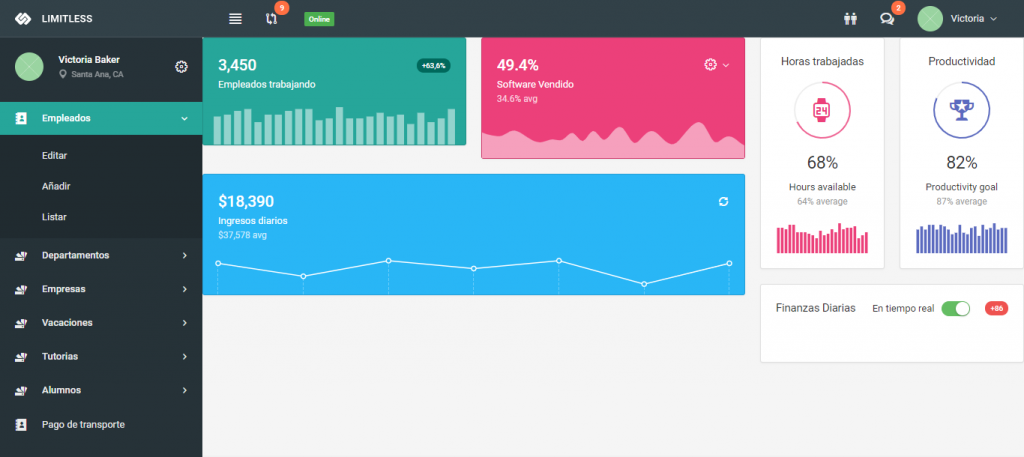 LIMITLESS
9
Online
2
Victoria
Victoria Baker
Santa Ana, CA
Empleados
Editar
Añadir
Listar
Departamentos
Empresas
Vacaciones
Tutorias
Alumnos
Pago de transporte
3,450
+63,6%
Empleados trabajando
49.4%
Software Vendido
34.6% avg
$18,390
Ingresos diarios
$37,578 avg
Horas trabajadas
24
68%
Hours available
64% average
Productividad
82%
Productivity goal
87% average
Finanzas Diarias
En tiempo real
+86